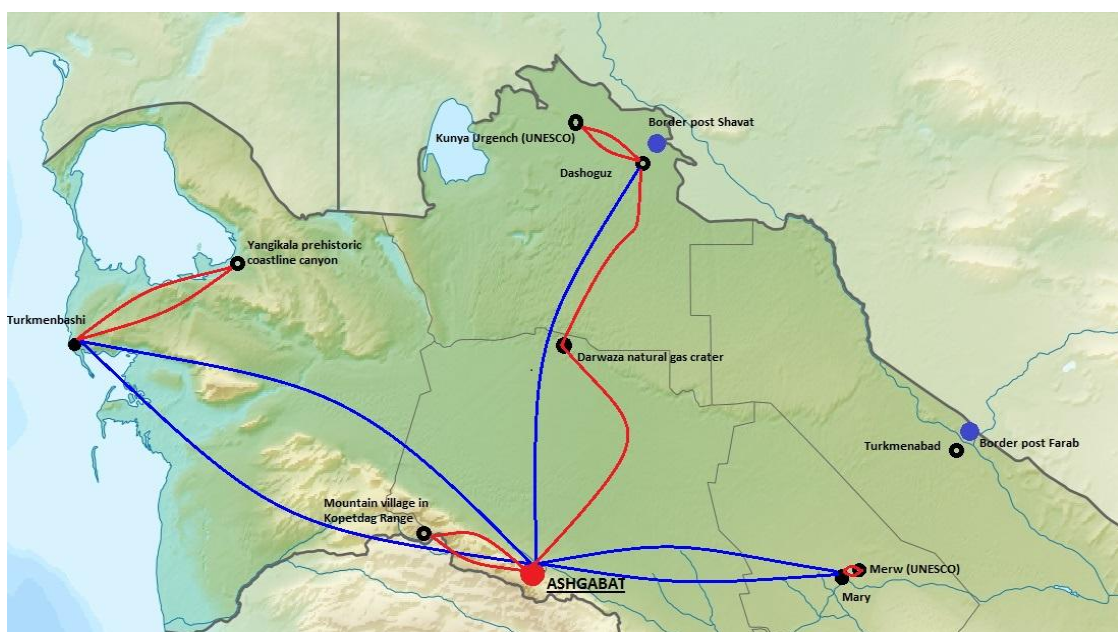 Kunya Urgench (UNESCO)
Border post Shavat
Dashoguz
Yangikala prehistoric
coastline canyon
Turkmenbashi
Darwaza natural gas crater
Turkmenabad
Border post Farab
Mountain village in
Kopetdag Range
ASHGABAT
Merw (UNESCO)
Mary